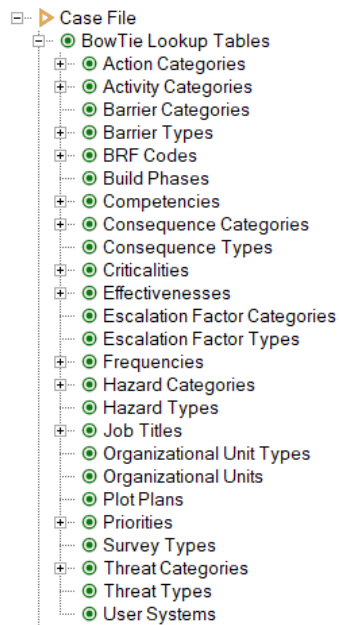 Case File
BowTie Lookup Tables
Action Categories
Activity Categories
Barrier Categories
Barrier Types
BRF Codes
Build Phases
Competencies
Consequence Categories
Consequence Types
Criticalities
Effectivenesses
Escalation Factor Categories
Escalation Factor Types
Frequencies
Hazard Categories
Hazard Types
Job Titles
Organizational Unit Types
Organizational Units
Plot Plans
Priorities
Survey Types
Threat Categories
Threat Types
User Systems